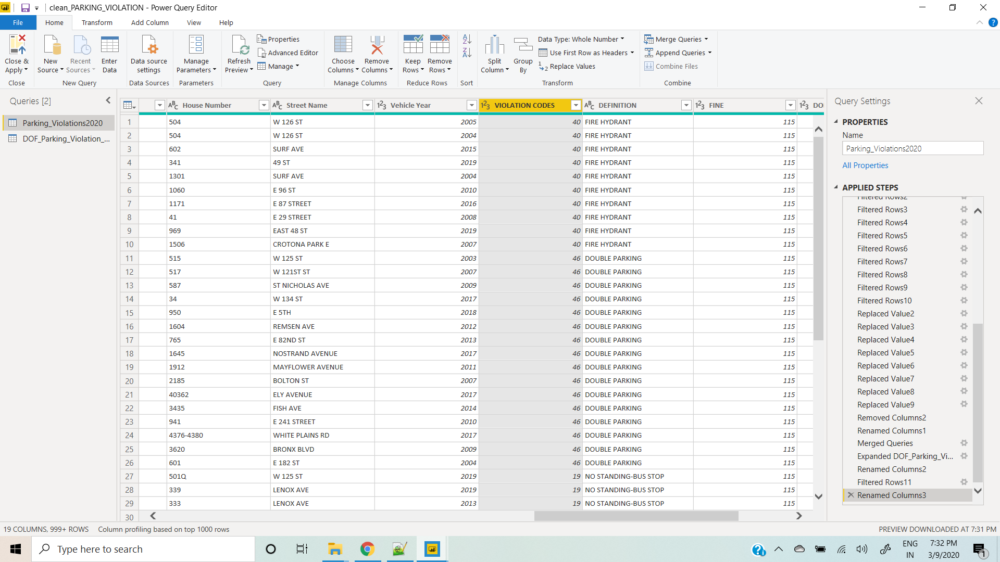 clean_PARKING_VIOLATION - Power Query Editor
File Home Transform Add Column View Help
Close & Apply
Close
New Source
Recent Sources
Enter Data
New Query
Data source settings
Data Sources
Manage Parameters
Parameters
Refresh Preview
Properties
Advanced Editor
Manage
Query
Choose Columns
Remove Columns
Manage Columns
Keep Rows
Remove Rows
Reduce Rows
Sort
Split Column
Group By
Data Type: Whole Number
Use First Row as Headers
Replace Values
Transform
Merge Queries
Append Queries
Combine Files
Combine
Queries [2]
Parking_Violations2020
DOF_Parking_Violation_...
House Number Street Name Vehicle Year VIOLATION CODES DEFINITION FINE DO
1 504 W 126 ST 2005 40 FIRE HYDRANT 115
2 504 W 126 ST 2004 40 FIRE HYDRANT 115
3 602 SURF AVE 2015 40 FIRE HYDRANT 115
4 341 49 ST 2019 40 FIRE HYDRANT 115
5 1301 SURF AVE 2004 40 FIRE HYDRANT 115
6 1060 E 96 ST 2010 40 FIRE HYDRANT 115
7 1171 E 87 STREET 2016 40 FIRE HYDRANT 115
8 41 E 29 STREET 2008 40 FIRE HYDRANT 115
9 969 EAST 48 ST 2019 40 FIRE HYDRANT 115
10 1506 CROTONA PARK E 2007 40 FIRE HYDRANT 115
11 515 W 125 ST 2003 46 DOUBLE PARKING 115
12 517 W 121ST ST 2007 46 DOUBLE PARKING 115
13 587 ST NICHOLAS AVE 2009 46 DOUBLE PARKING 115
14 34 W 134 ST 2017 46 DOUBLE PARKING 115
15 950 E 5TH 2018 46 DOUBLE PARKING 115
16 1604 REMSEN AVE 2012 46 DOUBLE PARKING 115
17 765 E 82ND ST 2013 46 DOUBLE PARKING 115
18 1645 NOSTRAND AVENUE 2017 46 DOUBLE PARKING 115
19 1912 MAYFLOWER AVENUE 2011 46 DOUBLE PARKING 115
20 2185 BOLTON ST 2007 46 DOUBLE PARKING 115
21 40362 ELY AVENUE 2017 46 DOUBLE PARKING 115
22 3435 FISH AVE 2014 46 DOUBLE PARKING 115
23 941 E 241 STREET 2010 46 DOUBLE PARKING 115
24 4376-4380 WHITE PLAINS RD 2017 46 DOUBLE PARKING 115
25 3620 BRONX BLVD 2009 46 DOUBLE PARKING 115
26 601 E 182 ST 2004 46 DOUBLE PARKING 115
27 501Q W 125 ST 2019 19 NO STANDING-BUS STOP 115
28 339 LENOX AVE 2019 19 NO STANDING-BUS STOP 115
29 333 LENOX AVE 2013 19 NO STANDING-BUS STOP 115
30
Query Settings
PROPERTIES
Name
Parking_Violations2020
All Properties
APPLIED STEPS
Filtered Rows2
Filtered Rows3
Filtered Rows4
Filtered Rows5
Filtered Rows6
Filtered Rows7
Filtered Rows8
Filtered Rows9
Filtered Rows10
Replaced Value2
Replaced Value3
Replaced Value4
Replaced Value5
Replaced Value6
Replaced Value7
Replaced Value8
Replaced Value9
Removed Columns2
Renamed Columns1
Merged Queries
Expanded DOF_Parking_Vi...
Renamed Columns2
Filtered Rows11
Renamed Columns3
19 COLUMNS, 999+ ROWS Column profiling based on top 1000 rows
PREVIEW DOWNLOADED AT 7:31 PM
Type here to search
ENG
IN
7:32 PM
3/9/2020
1